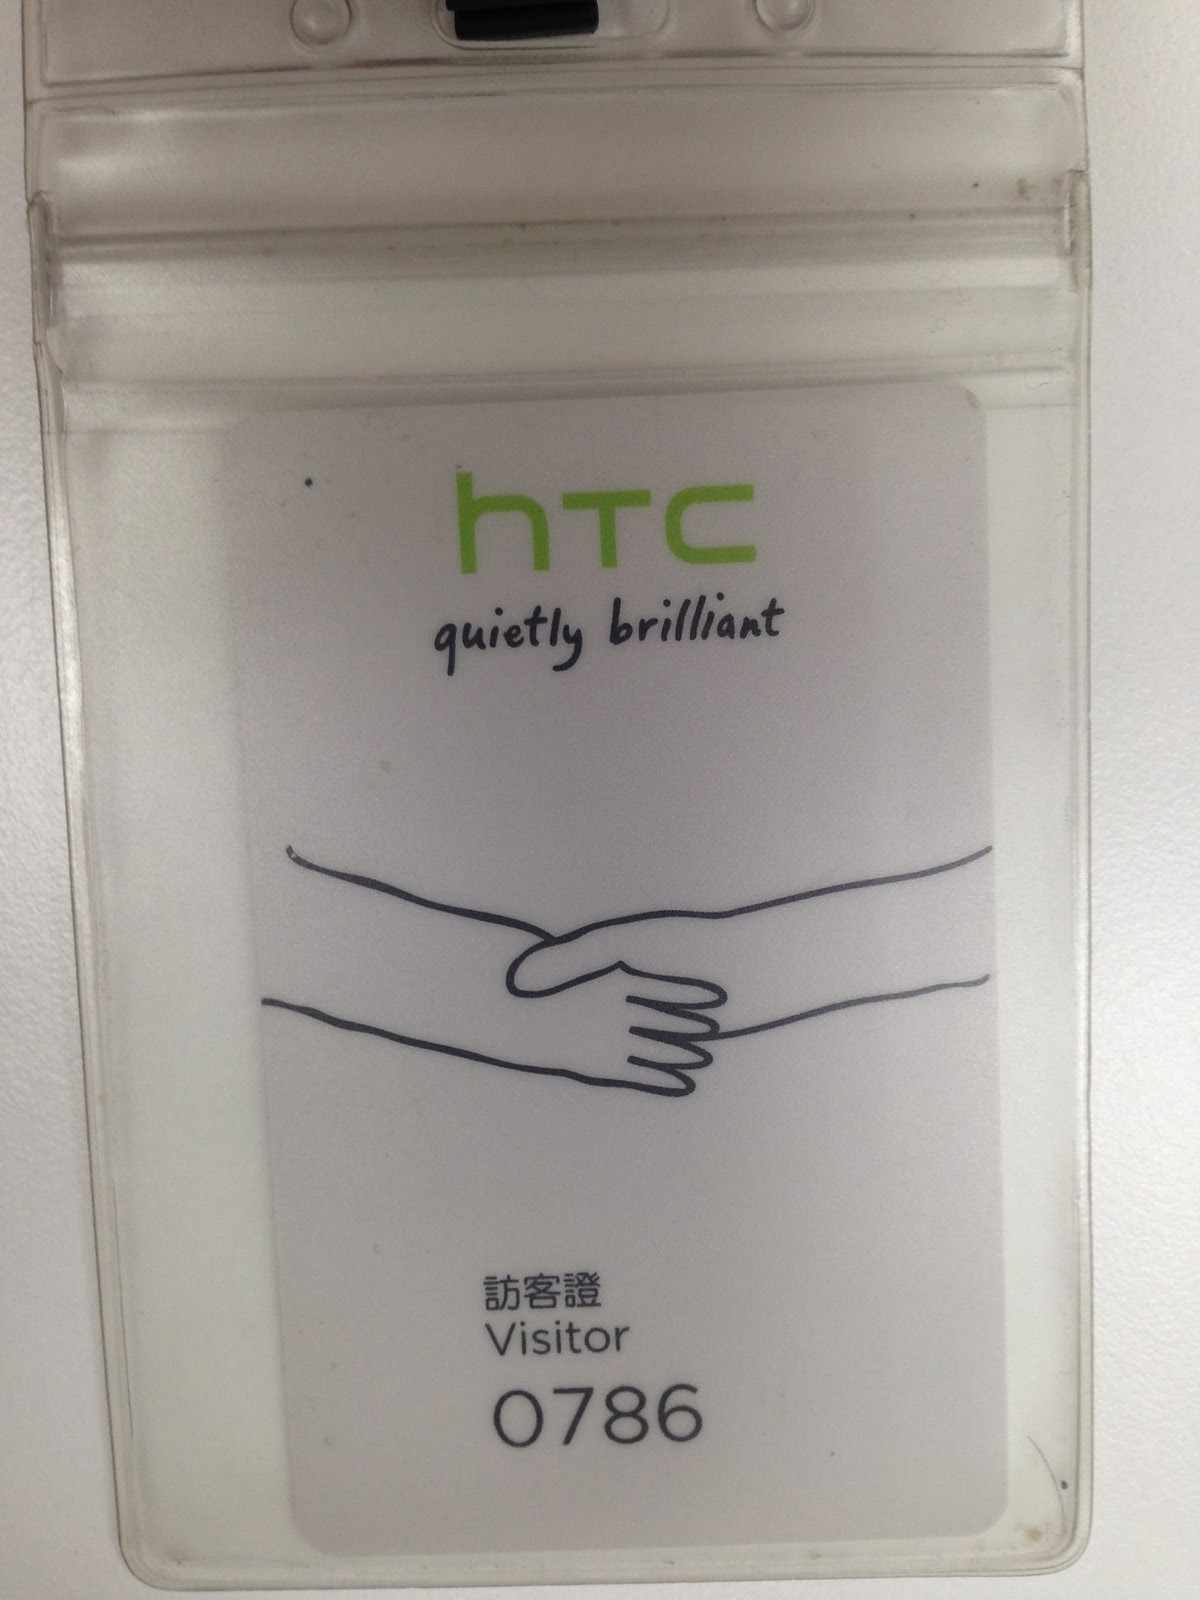 hTC
quietly brilliant
訪客證
Visitor
0786